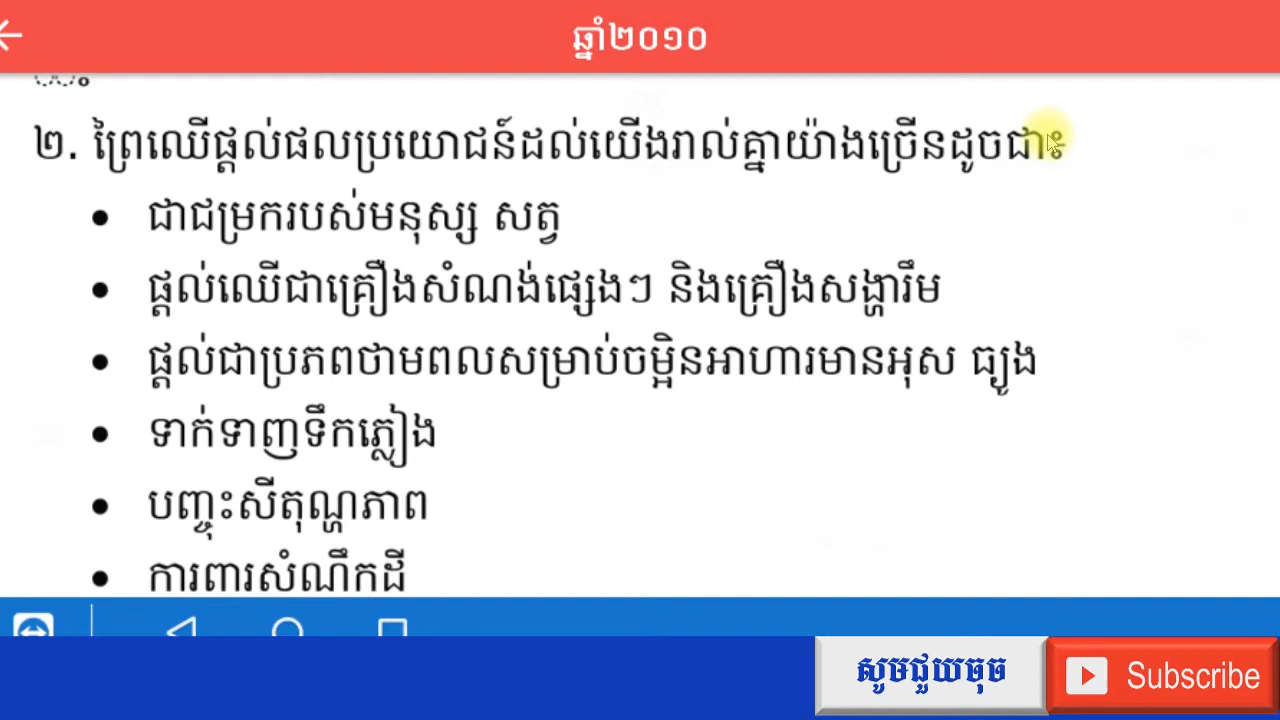 ឆ្នាំ២០១០
២. ព្រៃឈើផ្តល់ផលប្រយោជន៍ដល់យើងរាល់គ្នាយ៉ាងច្រើនដូចជាះ
• ជាជម្រករបស់មនុស្ស សត្វ
• ផ្តល់ឈើជាគ្រឿងសំណង់ផ្សេងៗ និងគ្រឿងសង្ហារឹម
• ផ្តល់ជាប្រភពថាមពលសម្រាប់ចម្អិនអាហារមានអុស ធ្យូង
• ទាក់ទាញទឹកភ្លៀង
• បញ្ចុះសីតុណ្ហភាព
• ការពារសំណឹកដី
សូមជួយចុច
Subscribe